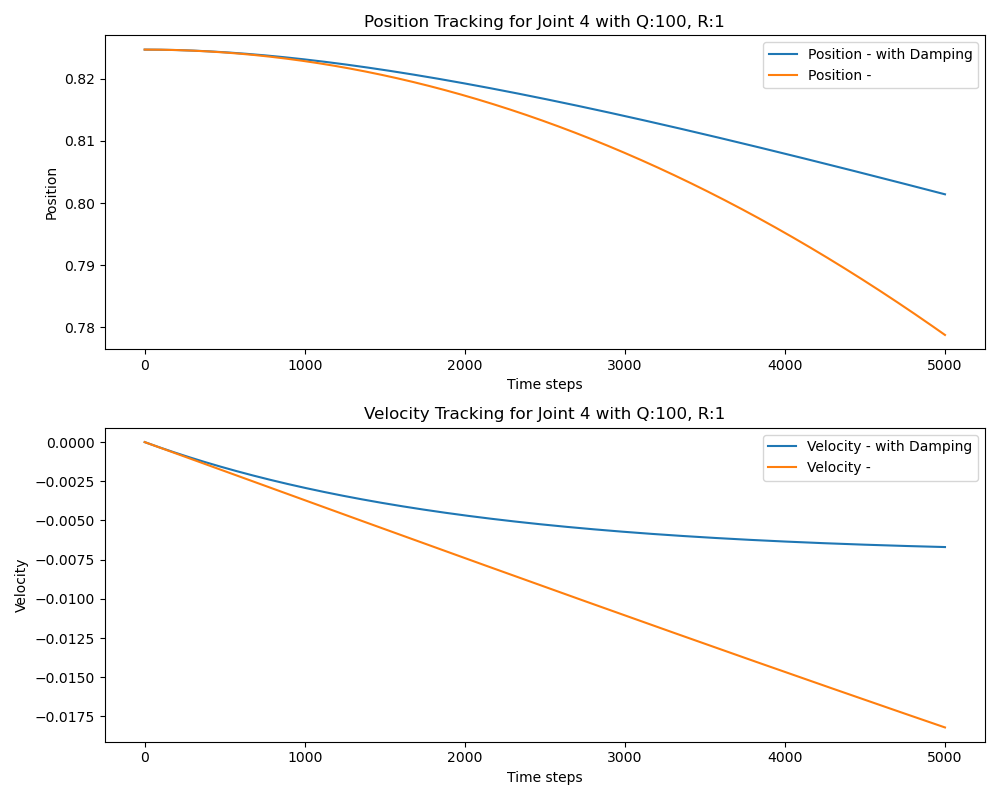 Position Tracking for Joint 4 with Q:100, R:1
Position - with Damping
Position -
0.82
0.81
0.80
0.79
0.78
Position
0 1000 2000 3000 4000 5000
Time steps
Velocity Tracking for Joint 4 with Q:100, R:1
Velocity - with Damping
Velocity -
0.0000
−0.0025
−0.0050
−0.0075
−0.0100
−0.0125
−0.0150
−0.0175
Velocity
0 1000 2000 3000 4000 5000
Time steps